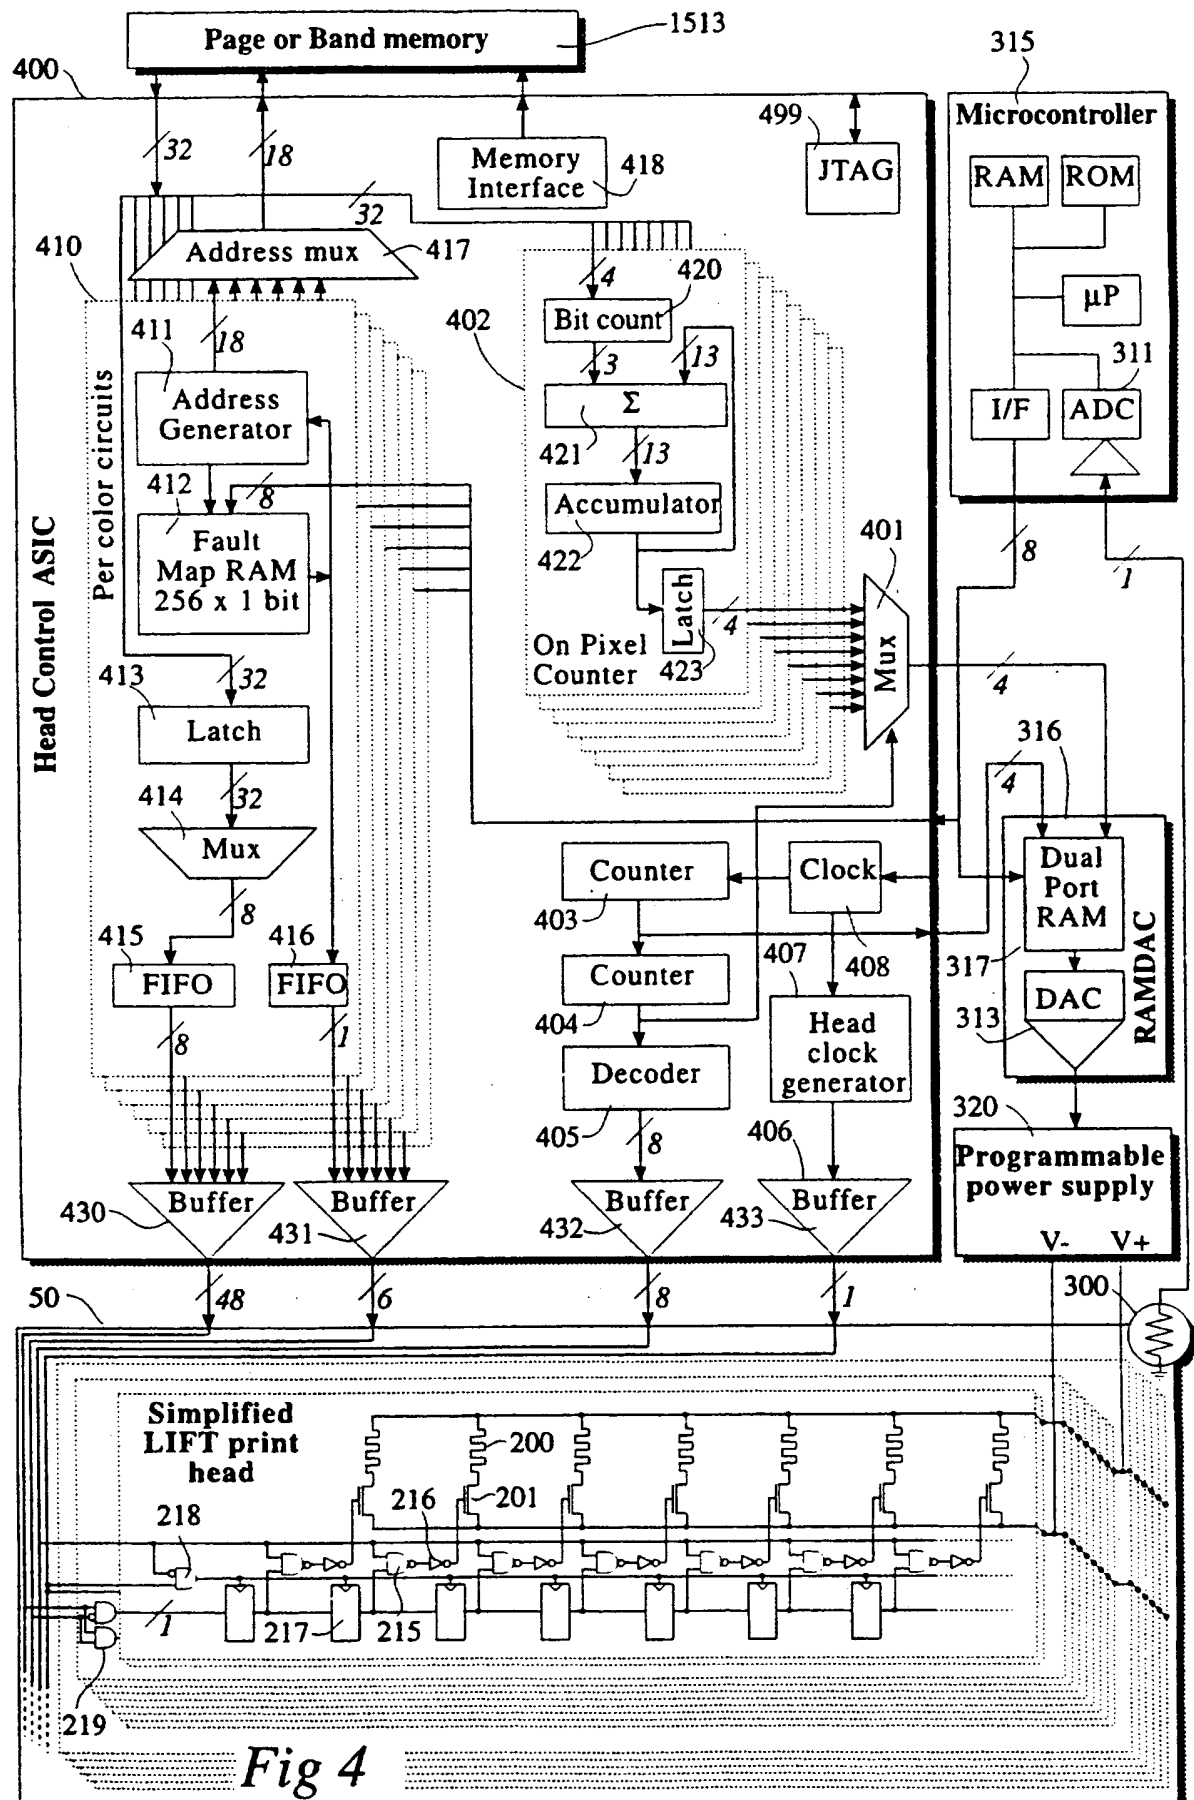 Page or Band memory
1513
400
315
32
18
Memory
Interface
418
499
JTAG
Microcontroller
RAM
ROM
µP
311
I/F
ADC
32
410
Address mux
417
402
4
420
Bit count
3
13
Σ
421
13
Accumulator
422
Latch
423
4
On Pixel
Counter
401
Mux
4
8
1
Head Control ASIC
Per color circuits
411
18
Address
Generator
412
8
Fault
Map RAM
256 x 1 bit
413
32
Latch
414
32
Mux
8
415
FIFO
416
FIFO
8
1
Counter
403
Clock
408
Counter
404
407
Head
clock
generator
Decoder
405
8
406
316
4
Dual
Port
RAM
317
RAMDAC
DAC
313
320
Programmable
power supply
V-
V+
Buffer
430
Buffer
431
Buffer
432
Buffer
433
50
48
6
8
1
300
Simplified
LIFT print
head
200
201
216
218
1
217
215
219
Fig 4